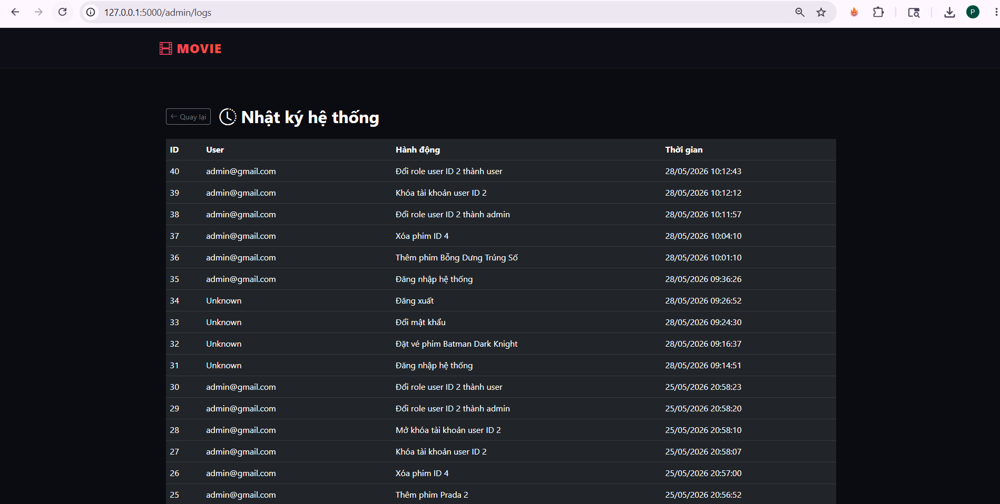 127.0.0.1:5000/admin/logs
P
MOVIE
← Quay lại
Nhật ký hệ thống
ID User Hành động Thời gian
40 admin@gmail.com Đổi role user ID 2 thành user 28/05/2026 10:12:43
39 admin@gmail.com Khóa tài khoản user ID 2 28/05/2026 10:12:12
38 admin@gmail.com Đổi role user ID 2 thành admin 28/05/2026 10:11:57
37 admin@gmail.com Xóa phim ID 4 28/05/2026 10:04:10
36 admin@gmail.com Thêm phim Bỗng Dưng Trúng Số 28/05/2026 10:01:10
35 admin@gmail.com Đăng nhập hệ thống 28/05/2026 09:36:26
34 Unknown Đăng xuất 28/05/2026 09:26:52
33 Unknown Đổi mật khẩu 28/05/2026 09:24:30
32 Unknown Đặt vé phim Batman Dark Knight 28/05/2026 09:16:37
31 Unknown Đăng nhập hệ thống 28/05/2026 09:14:51
30 admin@gmail.com Đổi role user ID 2 thành user 25/05/2026 20:58:23
29 admin@gmail.com Đổi role user ID 2 thành admin 25/05/2026 20:58:20
28 admin@gmail.com Mở khóa tài khoản user ID 2 25/05/2026 20:58:10
27 admin@gmail.com Khóa tài khoản user ID 2 25/05/2026 20:58:07
26 admin@gmail.com Xóa phim ID 4 25/05/2026 20:57:00
25 admin@gmail.com Thêm phim Prada 2 25/05/2026 20:56:52